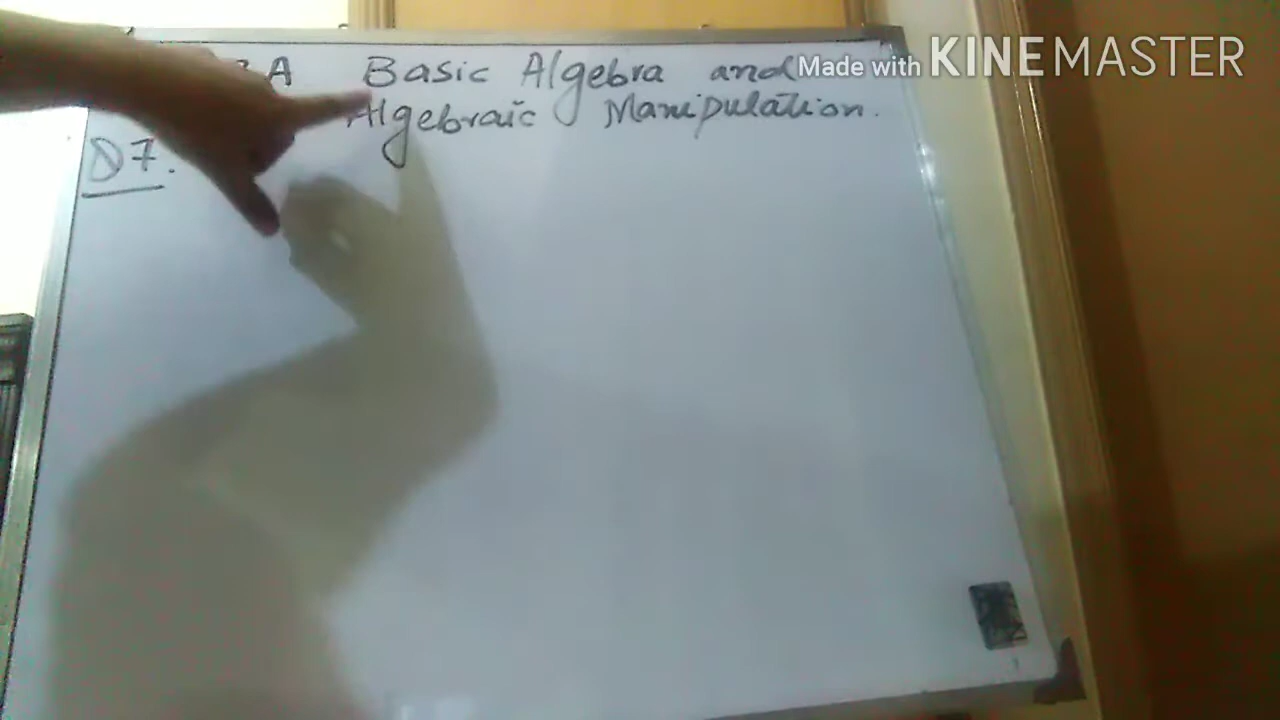 A Basic Algebra and
Algebraic Manipulation.
Q7.
Made with KINEMASTER